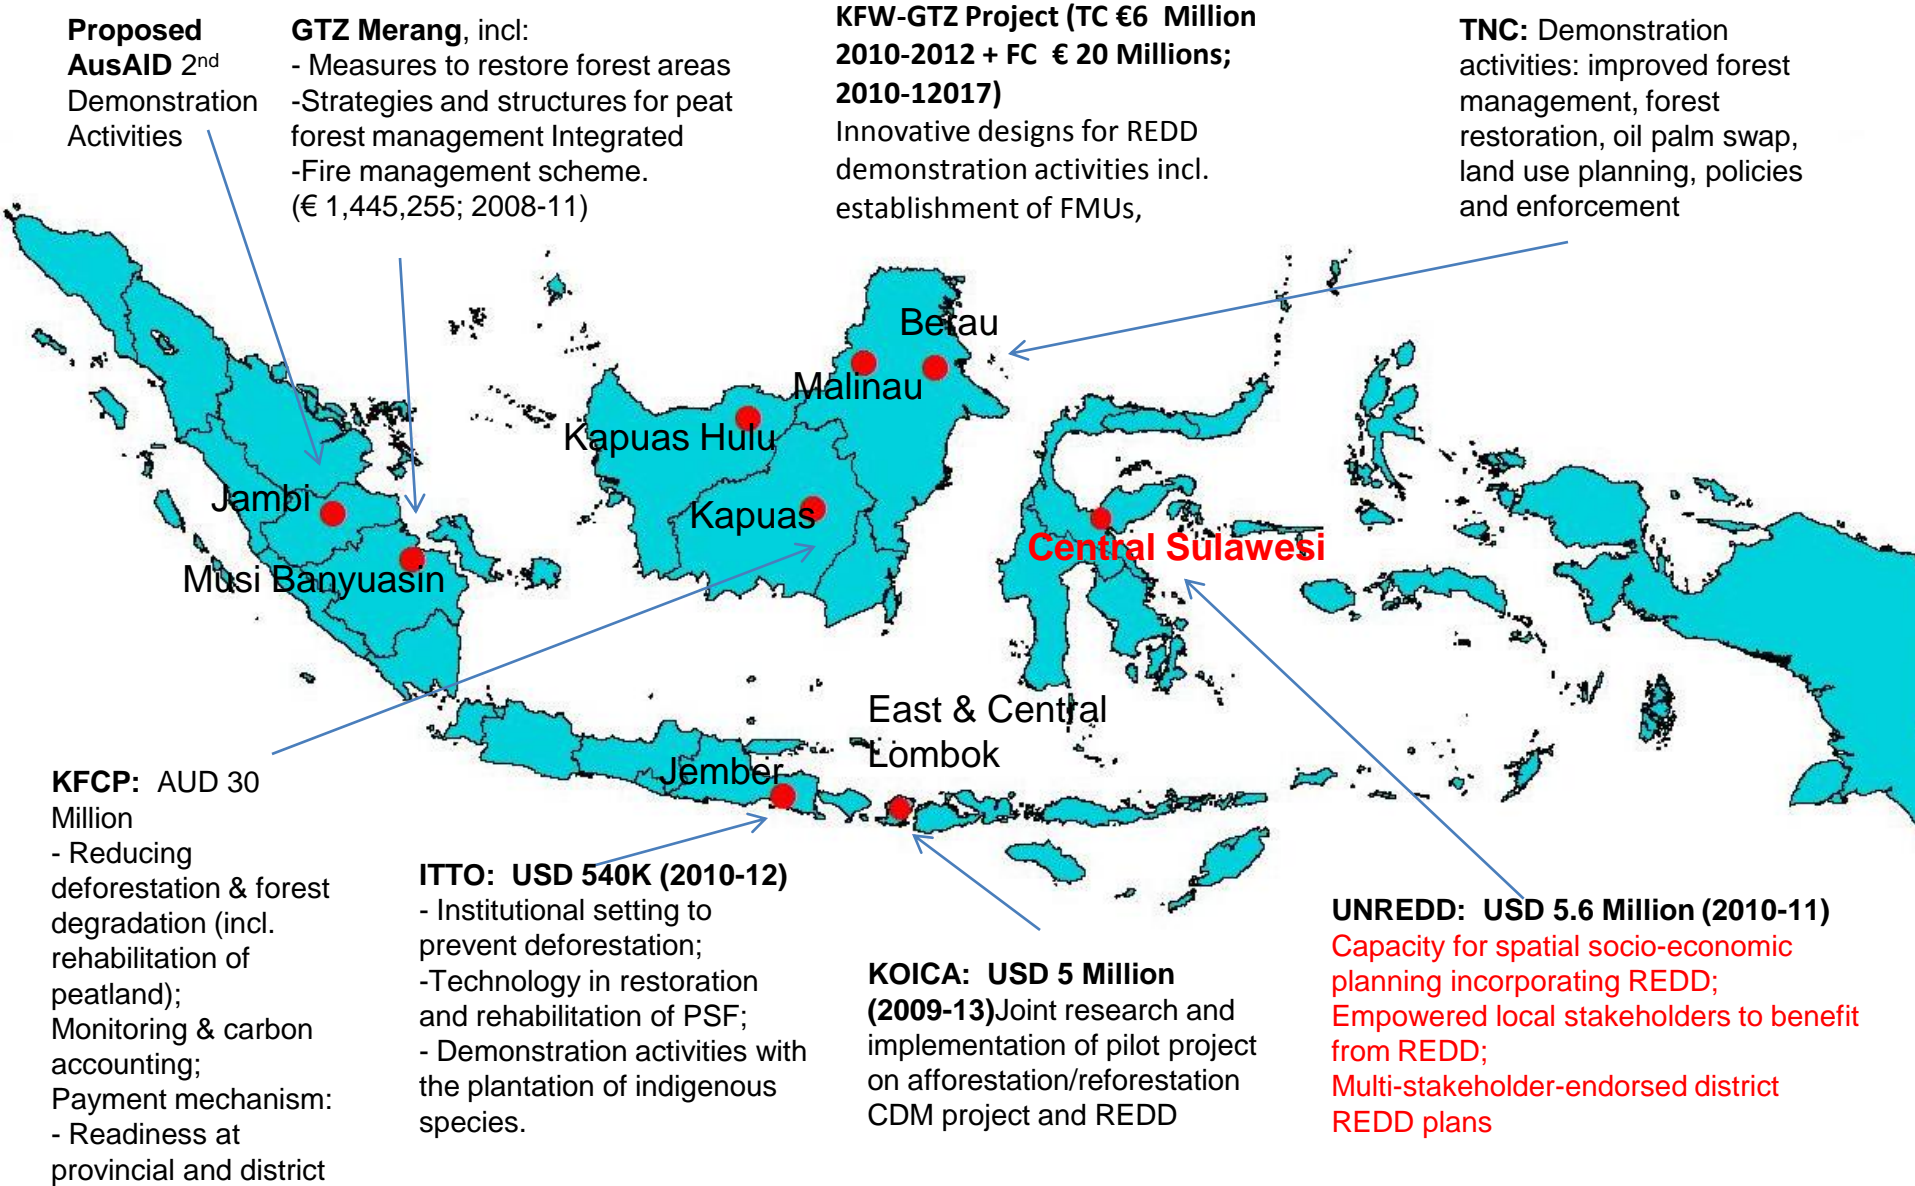 Proposed
AusAID 2nd
Demonstration
Activities
GTZ Merang, incl:
- Measures to restore forest areas
-Strategies and structures for peat
forest management Integrated
-Fire management scheme.
(€ 1,445,255; 2008-11)
KFW-GTZ Project (TC €6 Million
2010-2012 + FC € 20 Millions;
2010-12017)
Innovative designs for REDD
demonstration activities incl.
establishment of FMUs,
TNC: Demonstration
activities: improved forest
management, forest
restoration, oil palm swap,
land use planning, policies
and enforcement
Berau
Malinau
Kapuas Hulu
Jambi
Kapuas
Central Sulawesi
Musi Banyuasin
East & Central
Lombok
Jember
KFCP: AUD 30
Million
- Reducing
deforestation & forest
degradation (incl.
rehabilitation of
peatland);
Monitoring & carbon
accounting;
Payment mechanism:
- Readiness at
provincial and district
ITTO: USD 540K (2010-12)
- Institutional setting to
prevent deforestation;
-Technology in restoration
and rehabilitation of PSF;
- Demonstration activities with
the plantation of indigenous
species.
KOICA: USD 5 Million
(2009-13)Joint research and
implementation of pilot project
on afforestation/reforestation
CDM project and REDD
UNREDD: USD 5.6 Million (2010-11)
Capacity for spatial socio-economic
planning incorporating REDD;
Empowered local stakeholders to benefit
from REDD;
Multi-stakeholder-endorsed district
REDD plans